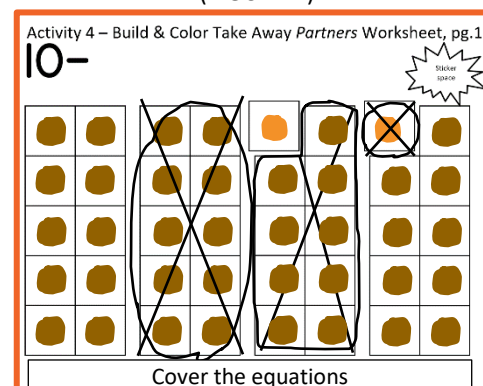 Activity 4 – Build & Color Take Away Partners Worksheet, pg.1
10-
Sticker
space
Cover the equations